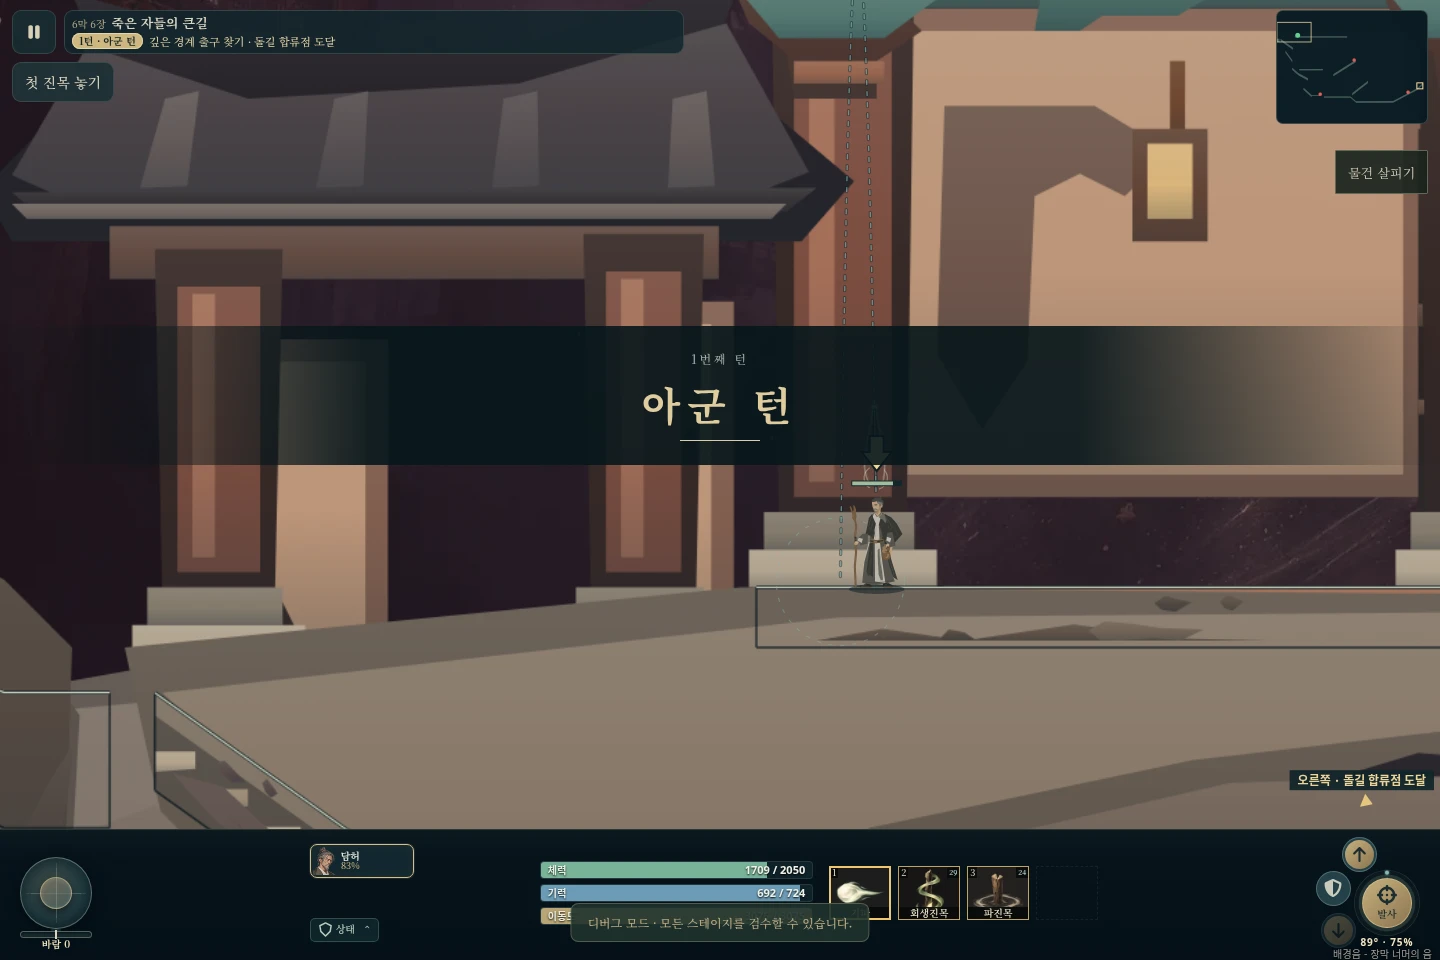 6막 6장 죽은 자들의 큰길
1턴 · 아군 턴 깊은 경계 출구 찾기 · 돌길 합류점 도달
첫 진목 놓기
물건 살피기
1번째 턴
아군 턴
오른쪽 · 돌길 합류점 도달
담허
83%
체력 1709 / 2050
기력 692 / 724
디버그 모드 · 모든 스테이지를 검수할 수 있습니다.
상태
바람 0
1
2 29
회생진목
3 24
파진목
발사
89° · 75%
배경음 - 장막 너머의 음